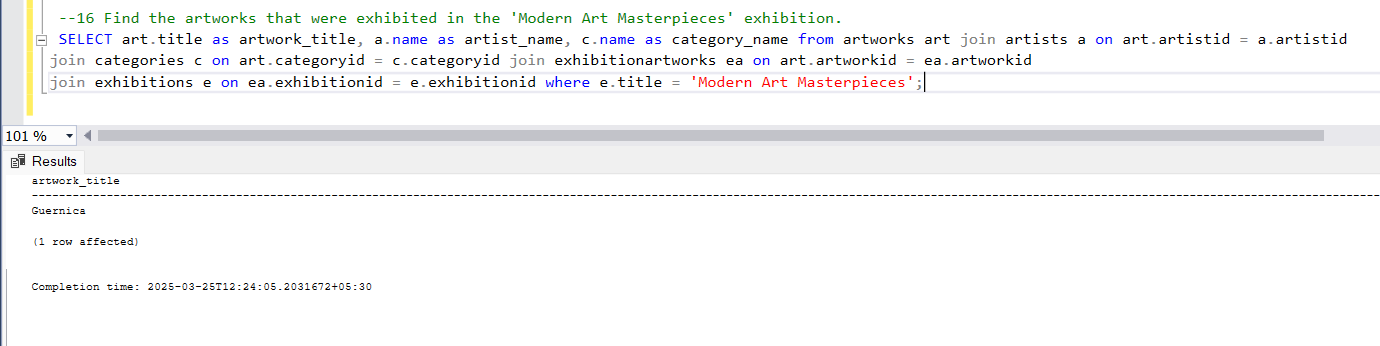 --16 Find the artworks that were exhibited in the 'Modern Art Masterpieces' exhibition.
SELECT art.title as artwork_title, a.name as artist_name, c.name as category_name from artworks art join artists a on art.artistid = a.artistid
join categories c on art.categoryid = c.categoryid join exhibitionartworks ea on art.artworkid = ea.artworkid
join exhibitions e on ea.exhibitionid = e.exhibitionid where e.title = 'Modern Art Masterpieces';
101 %
Results
artwork_title
Guernica
(1 row affected)
Completion time: 2025-03-25T12:24:05.2031672+05:30